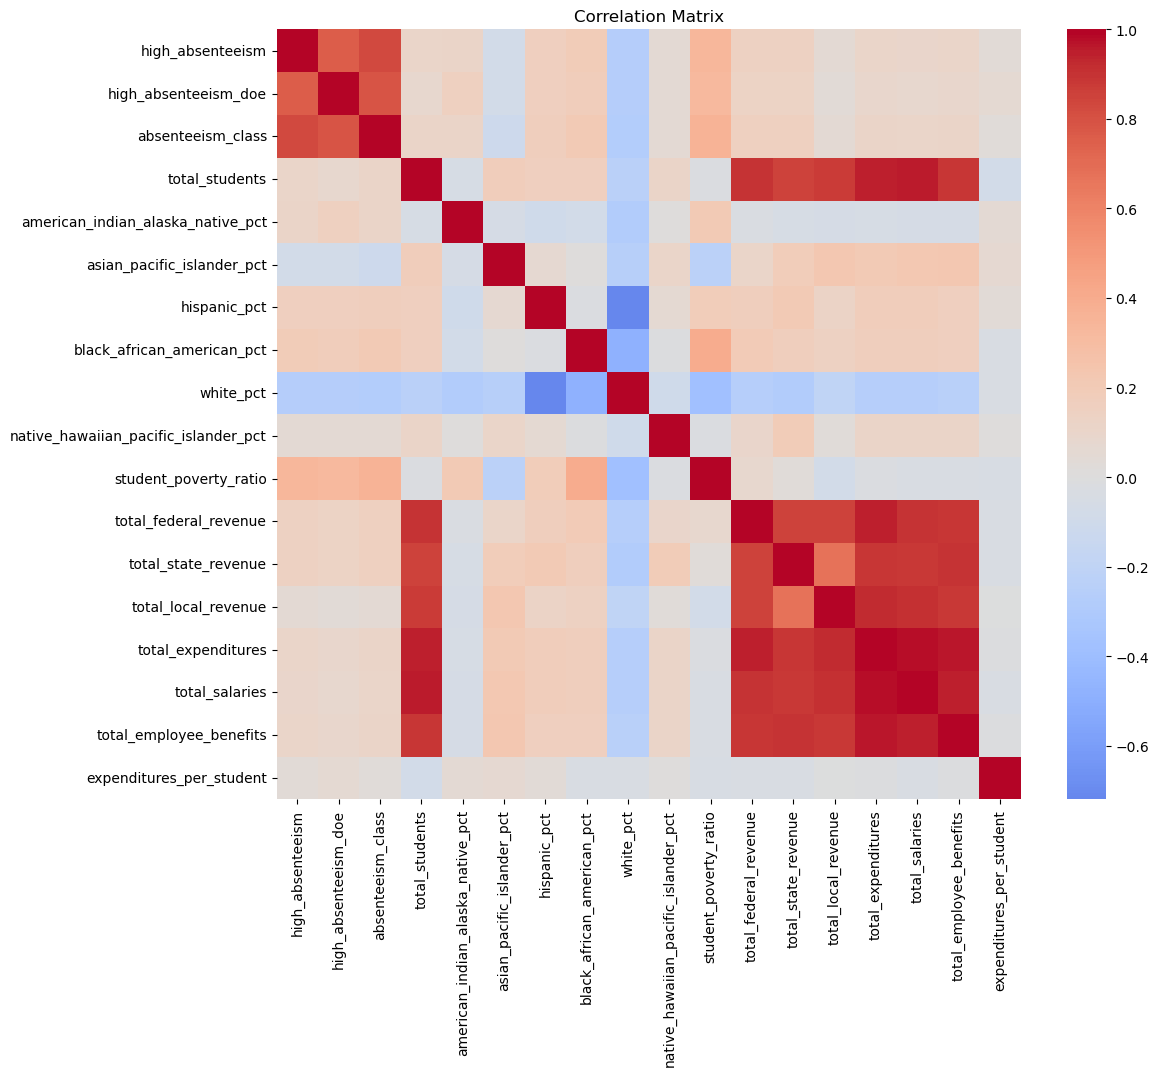 Correlation Matrix
high_absenteeism
high_absenteeism_doe
absenteeism_class
total_students
american_indian_alaska_native_pct
asian_pacific_islander_pct
hispanic_pct
black_african_american_pct
white_pct
native_hawaiian_pacific_islander_pct
student_poverty_ratio
total_federal_revenue
total_state_revenue
total_local_revenue
total_expenditures
total_salaries
total_employee_benefits
expenditures_per_student
high_absenteeism
high_absenteeism_doe
absenteeism_class
total_students
american_indian_alaska_native_pct
asian_pacific_islander_pct
hispanic_pct
black_african_american_pct
white_pct
native_hawaiian_pacific_islander_pct
student_poverty_ratio
total_federal_revenue
total_state_revenue
total_local_revenue
total_expenditures
total_salaries
total_employee_benefits
expenditures_per_student
1.0
0.8
0.6
0.4
0.2
0.0
−0.2
−0.4
−0.6